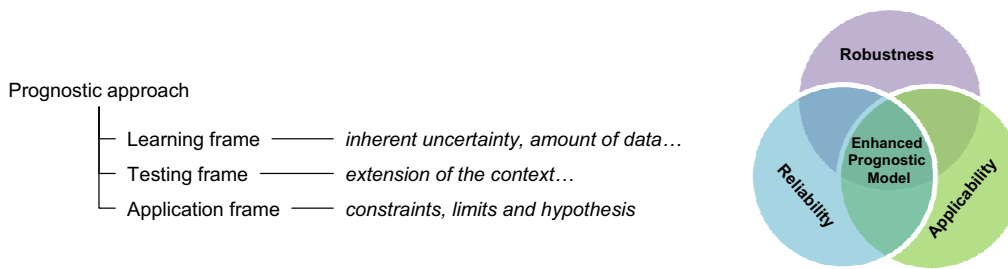 Prognostic approach
Learning frame inherent uncertainty, amount of data…
Testing frame extension of the context…
Application frame constraints, limits and hypothesis
Robustness
Enhanced
Prognostic
Model
Reliability
Applicability